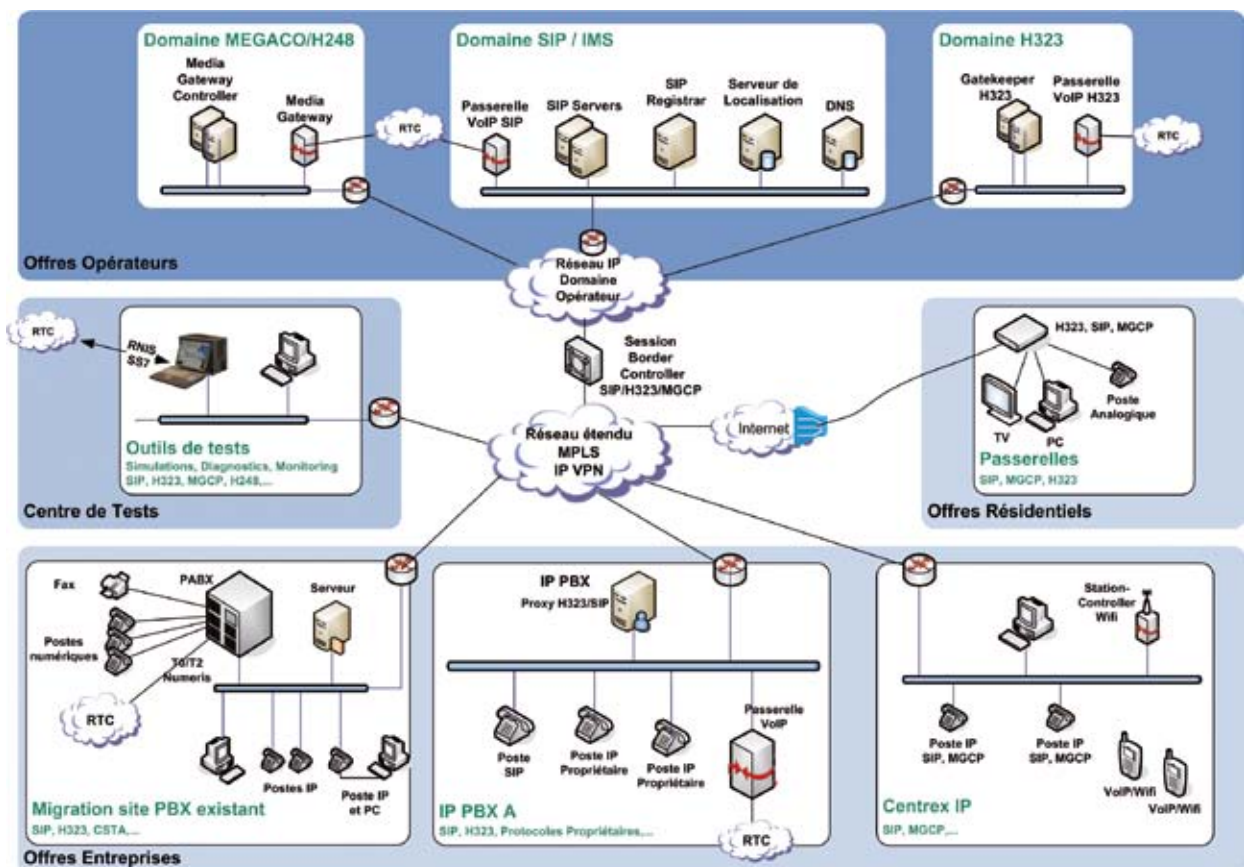 Domaine MEGACO/H248
Media
Gateway
Controller
Media
Gateway
RTC
Domaine SIP / IMS
Passerelle
VoIP SIP
SIP Servers
SIP
Registrar
Serveur de
Localisation
DNS
Domaine H323
Gatekeeper
H323
Passerelle
VoIP H323
RTC
Offres Opérateurs
Réseau IP
Domaine
Opérateur
RTC
RNIS
SS7
Outils de tests
Simulations, Diagnostics, Monitoring
SIP, H323, MGCP, H248,...
Centre de Tests
Session
Border
Controller
SIP/H323/MGCP
Réseau étendu
MPLS
IP VPN
Internet
H323, SIP, MGCP
Poste
Analogique
TV
PC
Passerelles
SIP, MGCP, H323
Offres Résidentiels
Fax
PABX
Serveur
Postes
numériques
T0/T2
Numeris
RTC
Postes IP
Poste IP
et PC
Migration site PBX existant
SIP, H323, CSTA,...
IP PBX
Proxy H323/SIP
Poste
SIP
Poste IP
Propriétaire
Poste IP
Propriétaire
Passerelle
VoIP
RTC
IP PBX A
SIP, H323, Protocoles Propriétaires,...
Station-
Controller
Wifi
Poste IP
SIP, MGCP
Poste IP
SIP, MGCP
VoIP/Wifi
VoIP/Wifi
Centrex IP
SIP, MGCP,...
Offres Entreprises